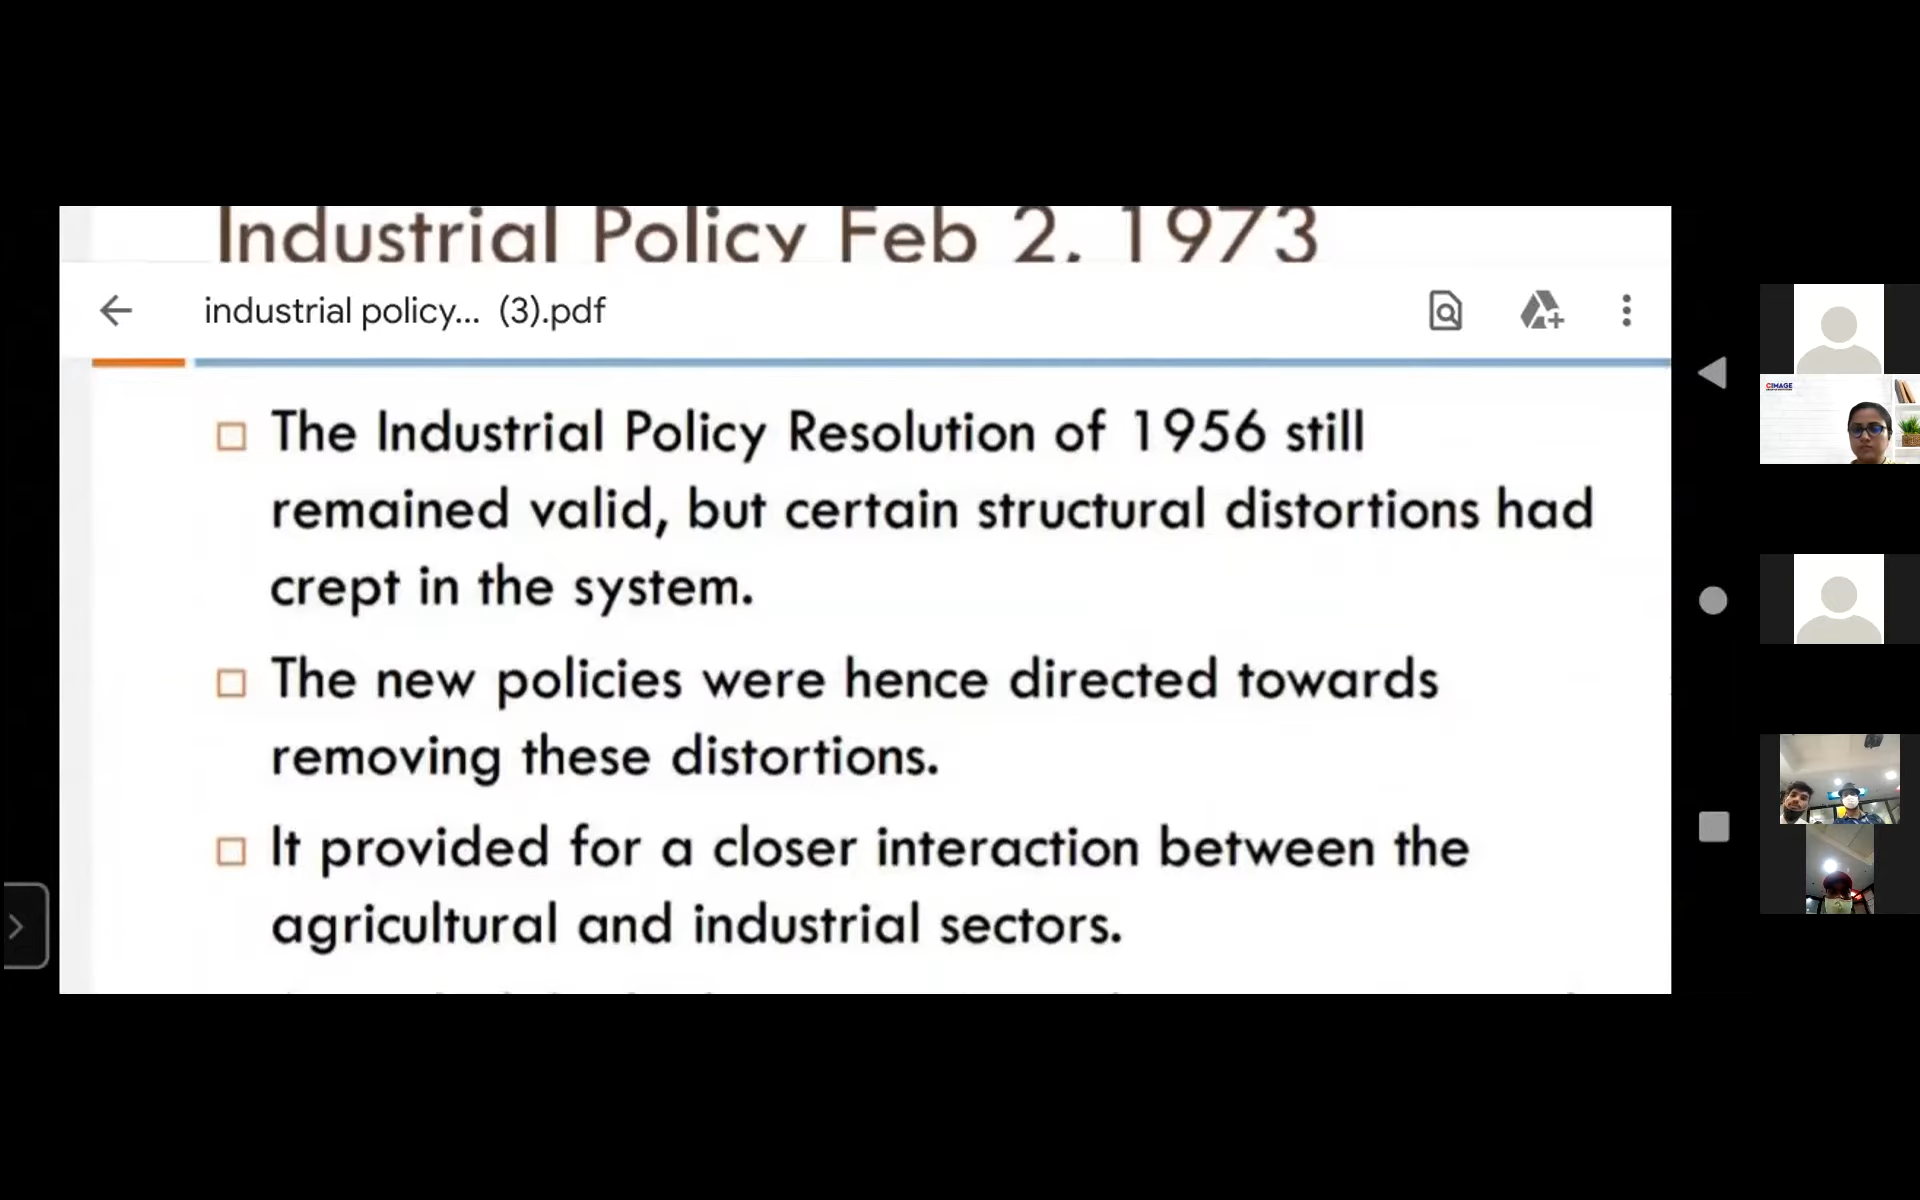 Industrial Policy Feb 2, 1973
industrial policy... (3).pdf
The Industrial Policy Resolution of 1956 still
remained valid, but certain structural distortions had
crept in the system.
The new policies were hence directed towards
removing these distortions.
It provided for a closer interaction between the
agricultural and industrial sectors.
CIMAGE